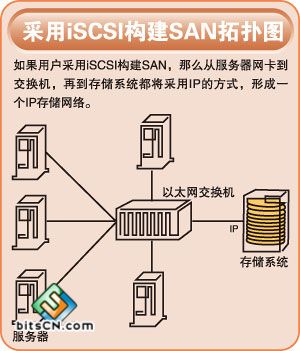 采用iSCSI构建SAN拓扑图
如果用户采用iSCSI构建SAN，那么从服务器网卡到
交换机，再到存储系统都将采用IP的方式，形成一
个IP存储网络。
以太网交换机
IP
存储系统
bitsCN.com
服务器